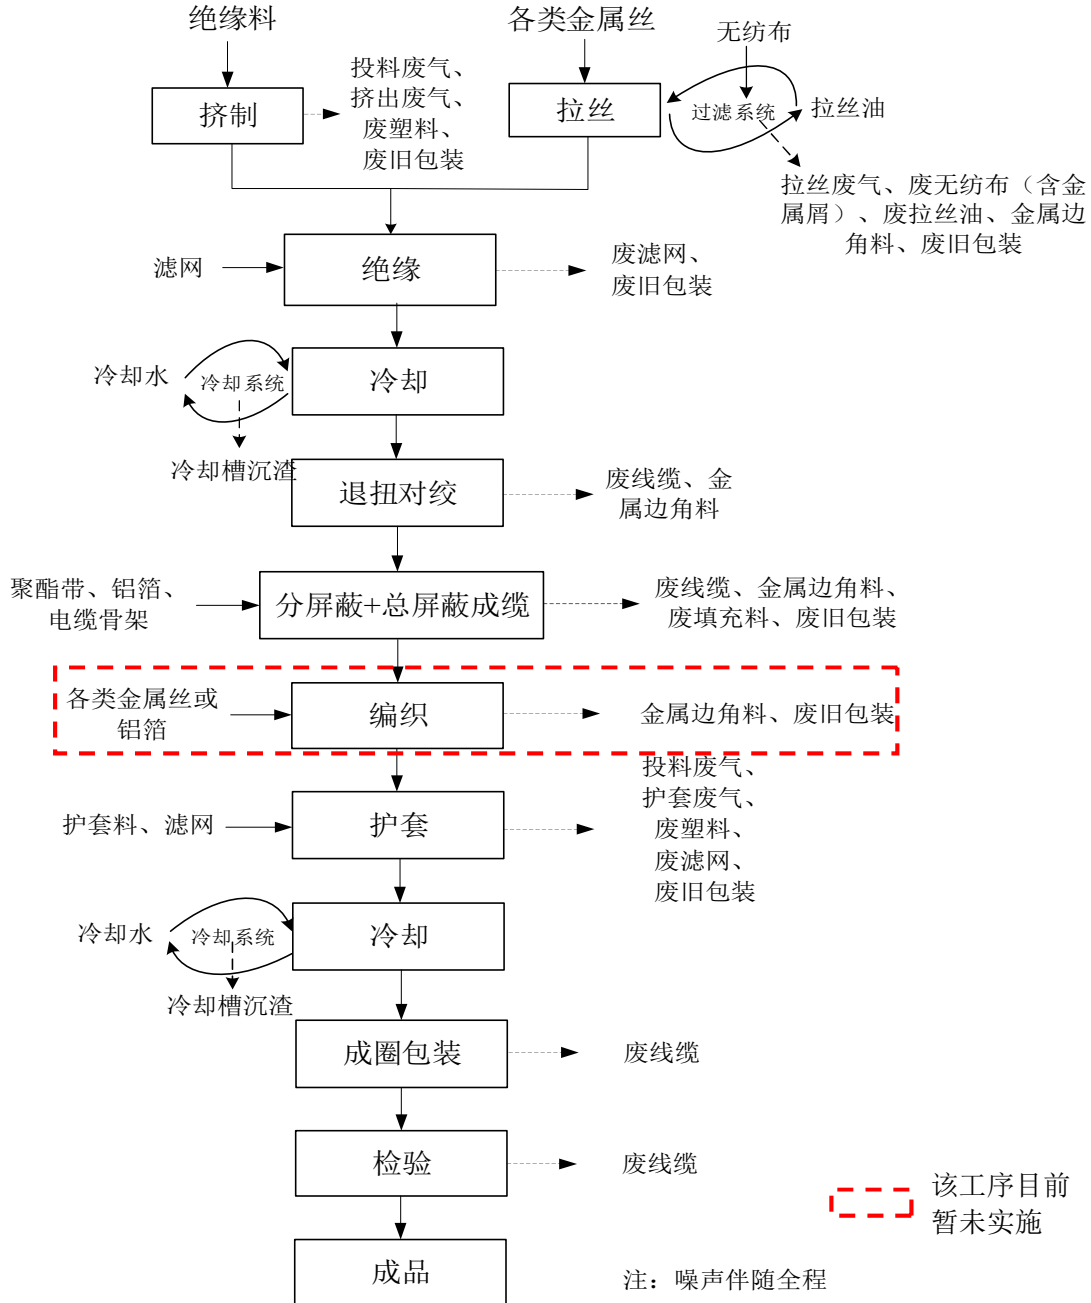 绝缘料
各类金属丝
无纺布
投料废气、
挤出废气、
废塑料、
废旧包装
挤制
拉丝
过滤系统
拉丝油
拉丝废气、废无纺布（含金
属屑）、废拉丝油、金属边
角料、废旧包装
滤网
绝缘
废滤网、
废旧包装
冷却水
冷却系统
冷却
冷却槽沉渣
退扭对绞
废线缆、金
属边角料
聚酯带、铝箔、
电缆骨架
分屏蔽+总屏蔽成缆
废线缆、金属边角料、
废填充料、废旧包装
各类金属丝或
铝箔
编织
金属边角料、废旧包装
护套料、滤网
护套
投料废气、
护套废气、
废塑料、
废滤网、
废旧包装
冷却水
冷却系统
冷却
冷却槽沉渣
成圈包装
废线缆
检验
废线缆
该工序目前
暂未实施
成品
注：噪声伴随全程